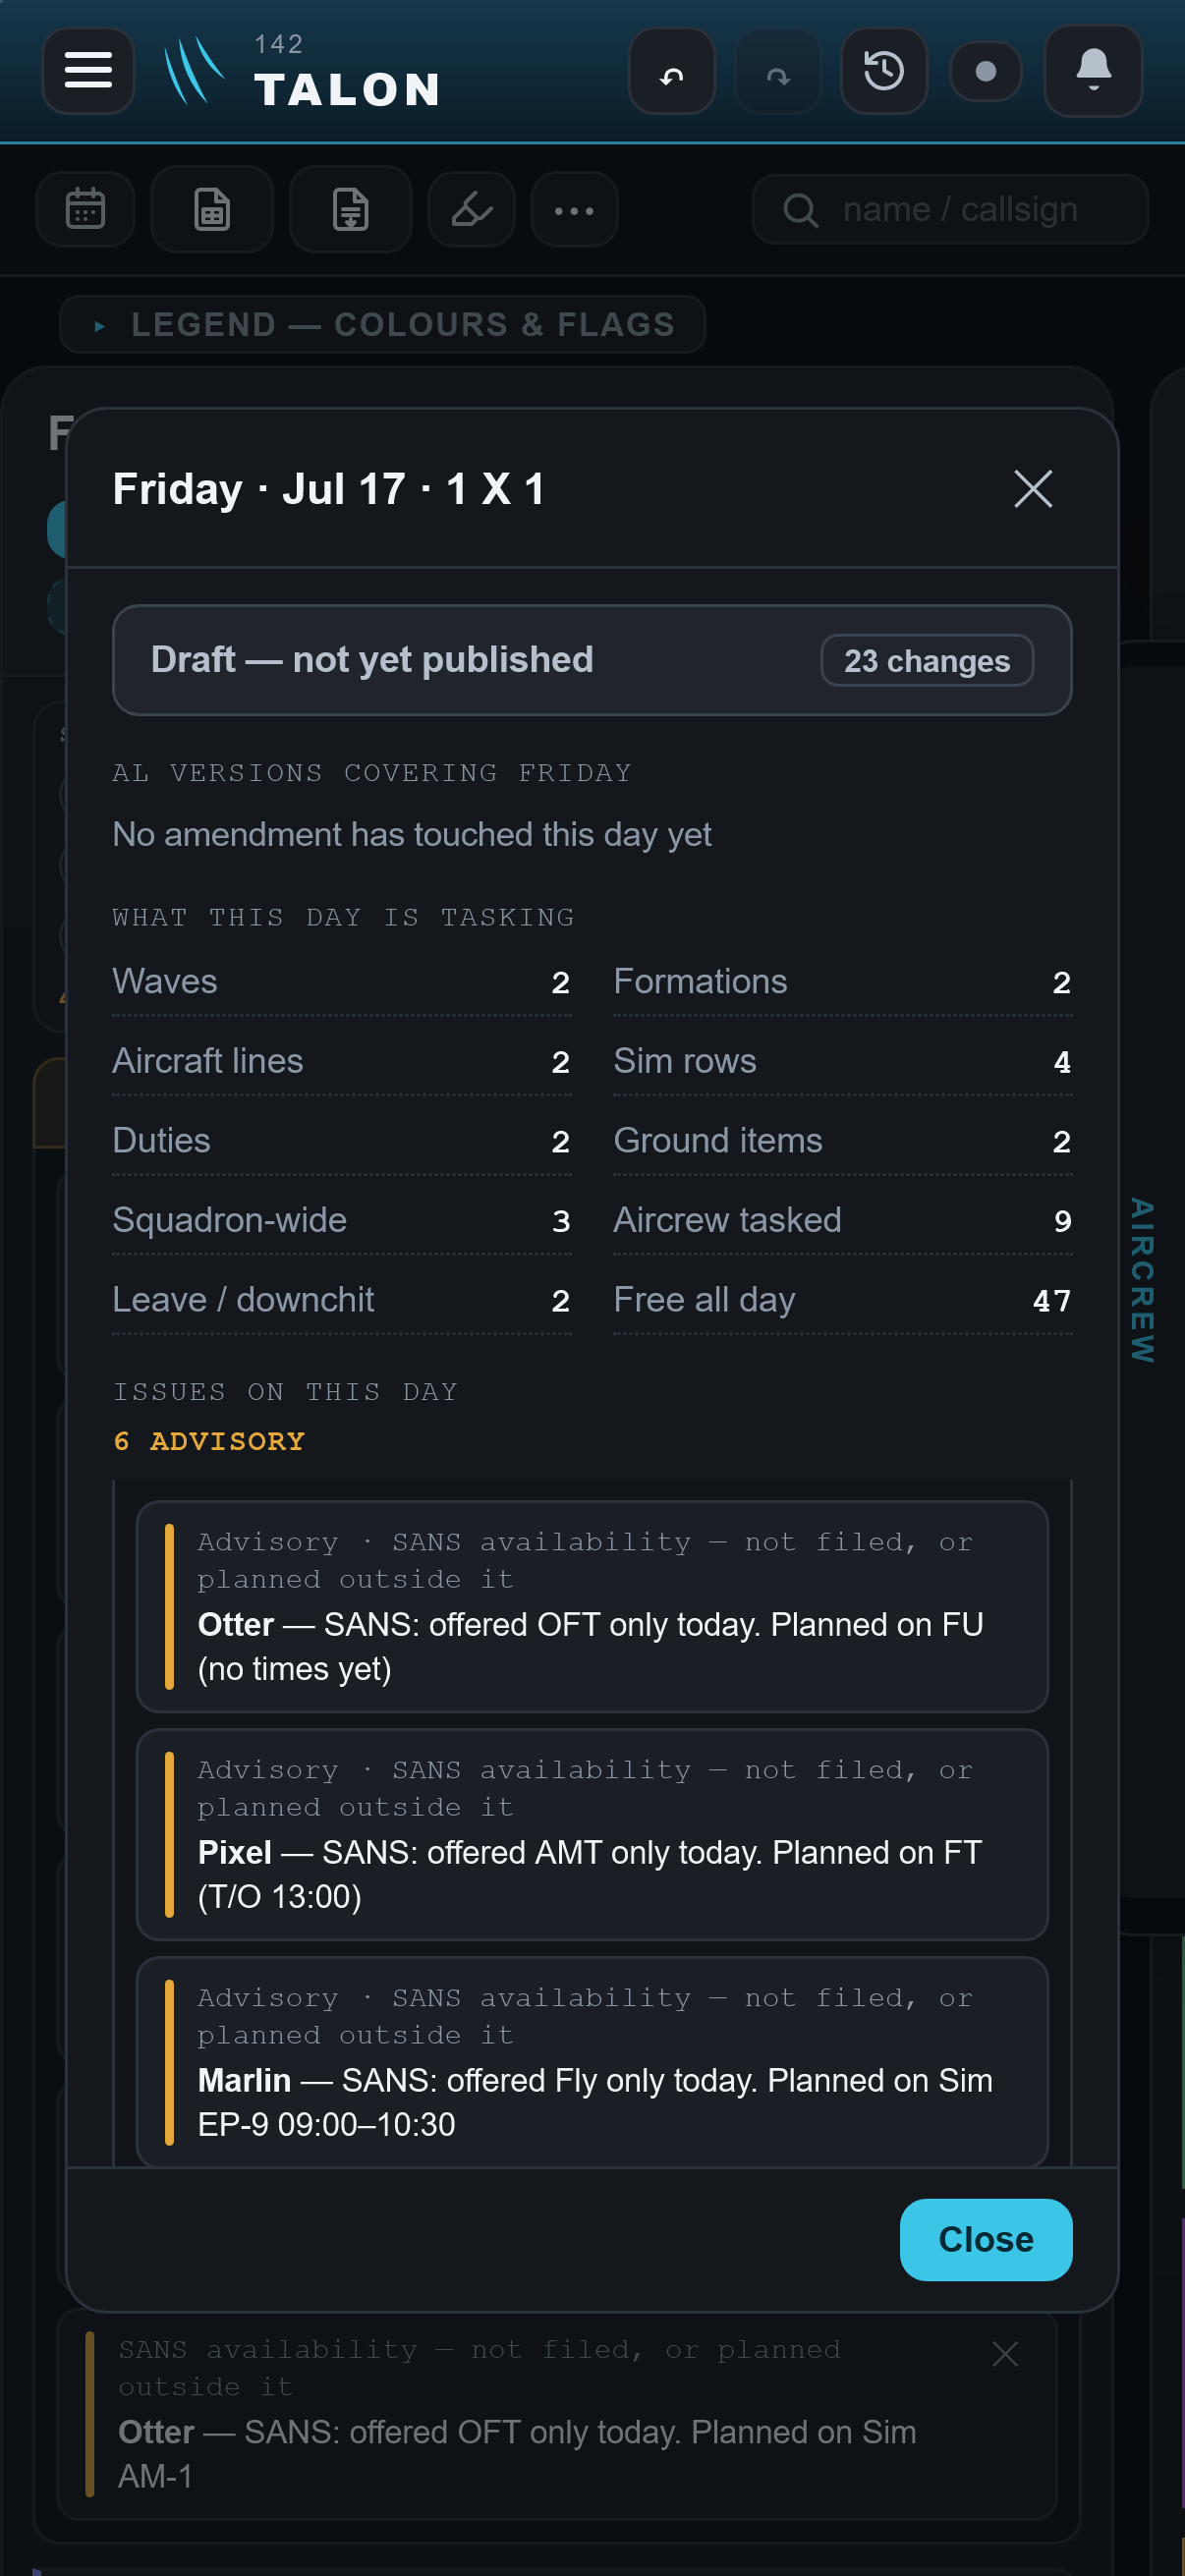 142
TALON
name / callsign
▸ LEGEND — COLOURS & FLAGS
F
Friday · Jul 17 · 1 X 1
Draft — not yet published
23 changes
AL VERSIONS COVERING FRIDAY
No amendment has touched this day yet
WHAT THIS DAY IS TASKING
Waves 2 Formations 2
Aircraft lines 2 Sim rows 4
Duties 2 Ground items 2
Squadron-wide 3 Aircrew tasked 9
Leave / downchit 2 Free all day 47
AIRCREW
ISSUES ON THIS DAY
6 ADVISORY
Advisory · SANS availability — not filed, or
planned outside it
Otter — SANS: offered OFT only today. Planned on FU
(no times yet)
Advisory · SANS availability — not filed, or
planned outside it
Pixel — SANS: offered AMT only today. Planned on FT
(T/O 13:00)
Advisory · SANS availability — not filed, or
planned outside it
Marlin — SANS: offered Fly only today. Planned on Sim
EP-9 09:00–10:30
Close
SANS availability — not filed, or planned
outside it
Otter — SANS: offered OFT only today. Planned on Sim
AM-1